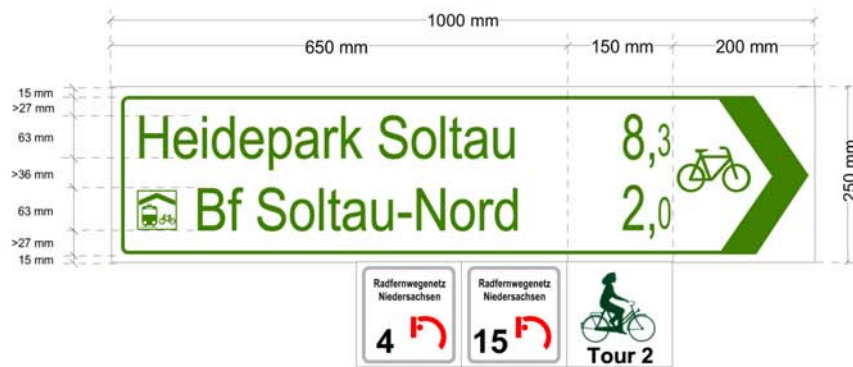 1000 mm
650 mm 150 mm 200 mm
15 mm
>27 mm
63 mm
>36 mm
63 mm
>27 mm
15 mm
250 mm
Heidepark Soltau 8,3
Bf Soltau-Nord 2,0
Radfernwegenetz
Niedersachsen
4
Radfernwegenetz
Niedersachsen
15
Tour 2